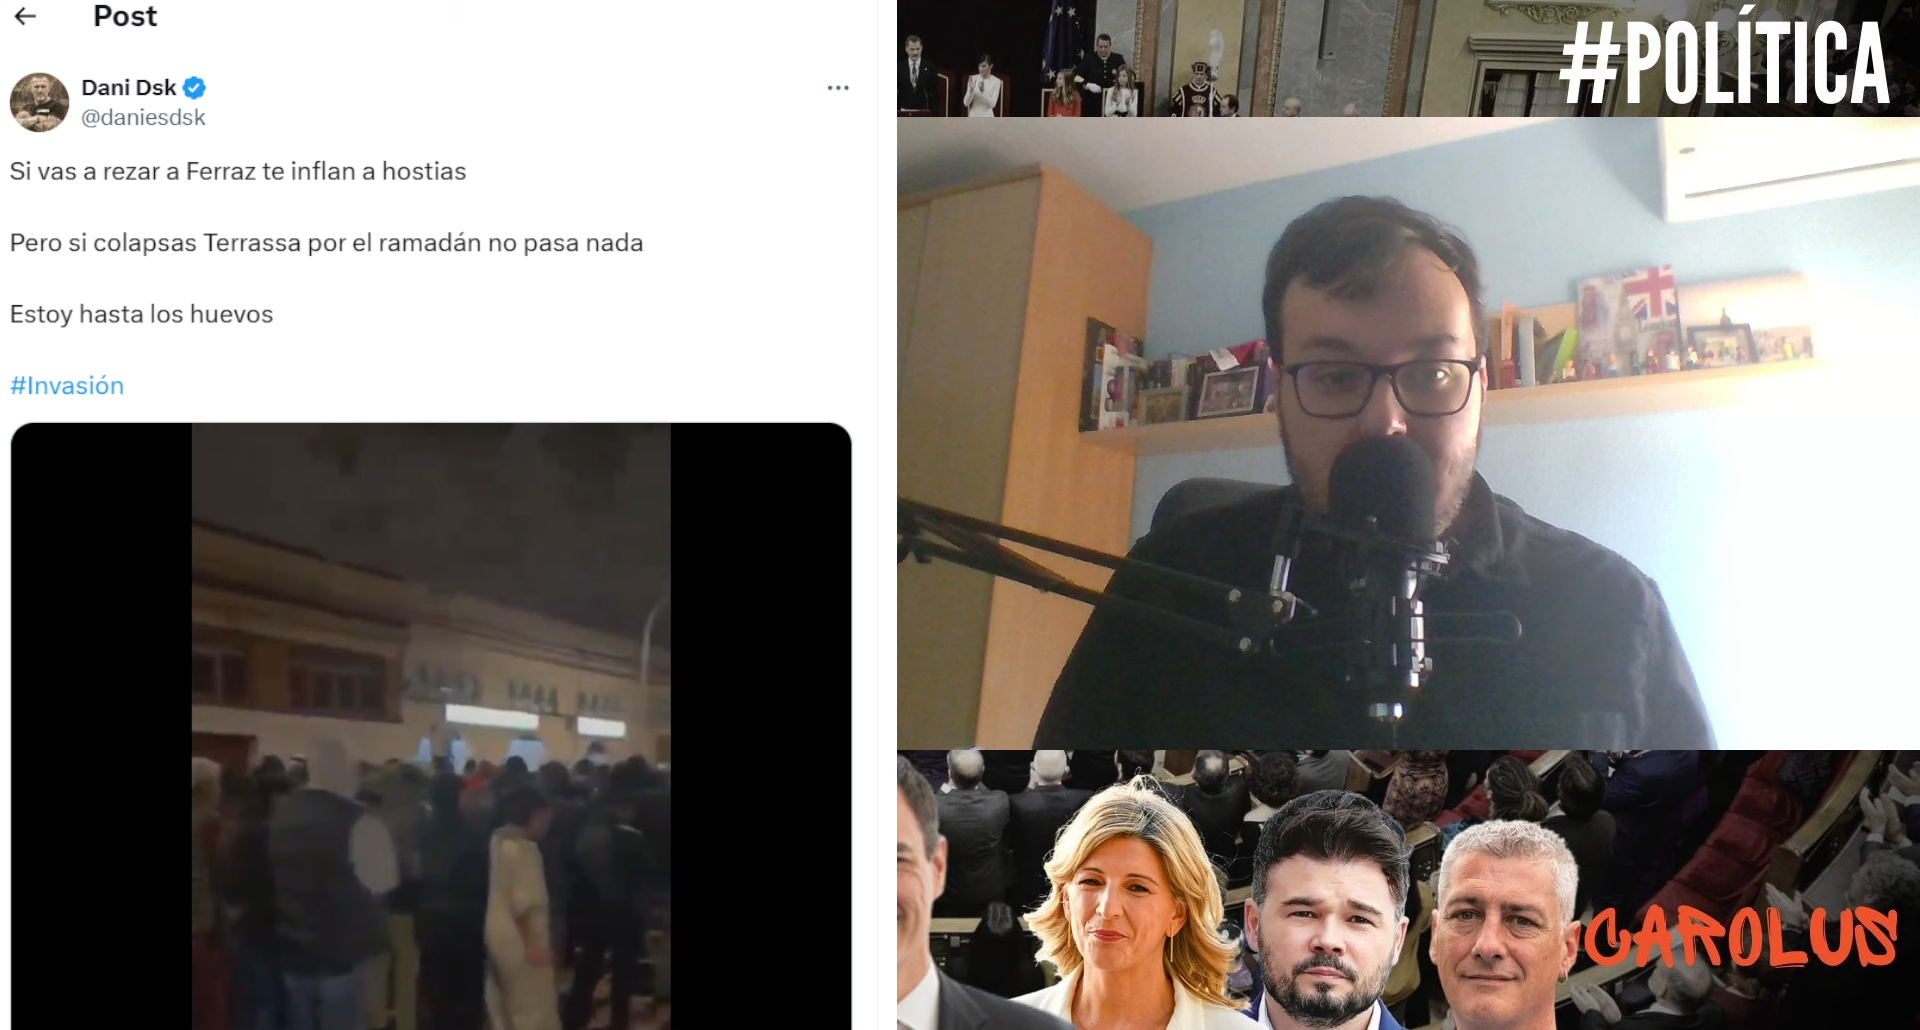 Post
Dani Dsk
@daniesdsk
Si vas a rezar a Ferraz te inflan a hostias
Pero si colapsas Terrassa por el ramadán no pasa nada
Estoy hasta los huevos
#Invasión
#POLÍTICA
CAROLUS